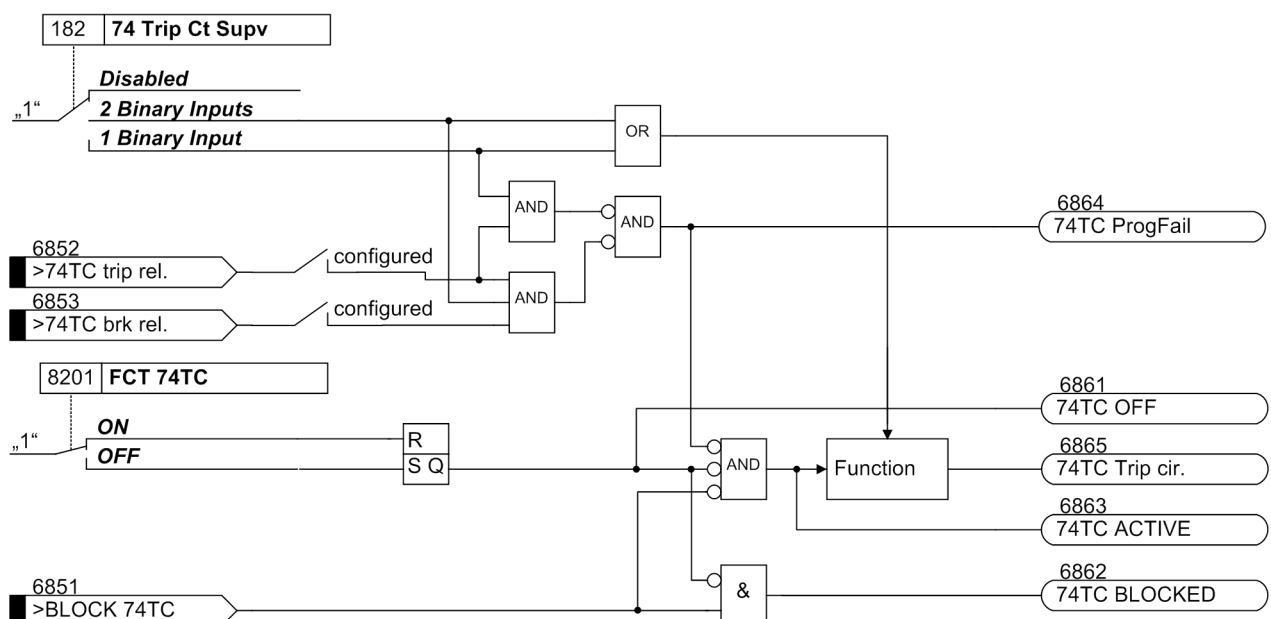 182 74 Trip Ct Supv
Disabled
„1“ 2 Binary Inputs
1 Binary Input
OR
AND
AND
6864
74TC ProgFail
6852
>74TC trip rel.
configured
AND
6853
>74TC brk rel.
configured
8201 FCT 74TC
6861
74TC OFF
„1“ ON
OFF
R
S Q
AND
Function
6865
74TC Trip cir.
6863
74TC ACTIVE
6851
>BLOCK 74TC
&
6862
74TC BLOCKED